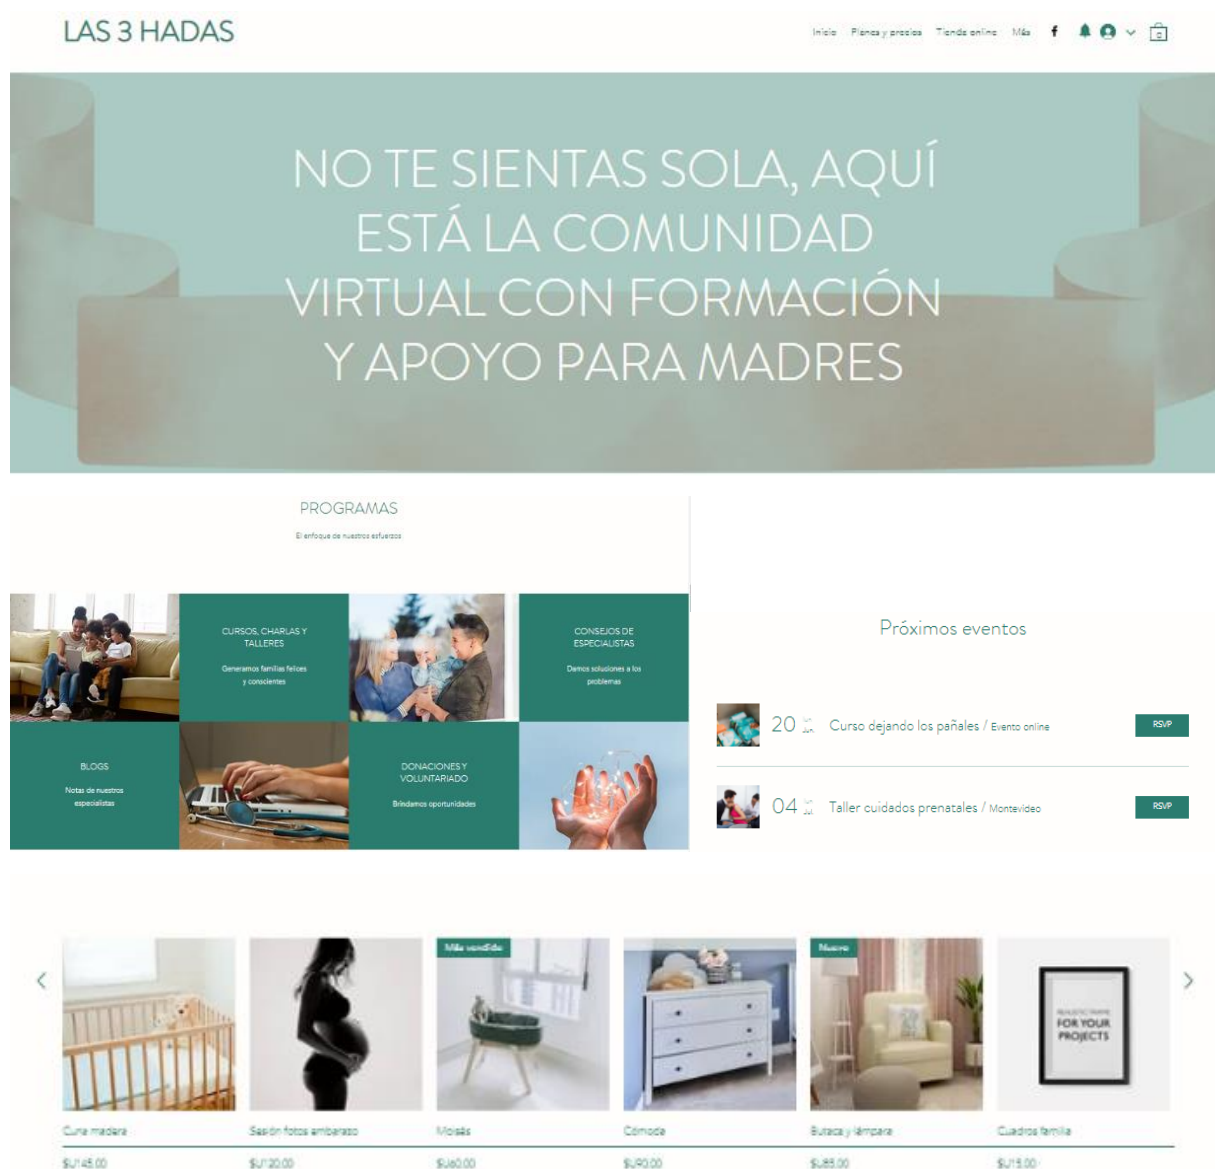 LAS 3 HADAS
Inicio Planes y precios Tienda online Más
NO TE SIENTAS SOLA, AQUÍ
ESTÁ LA COMUNIDAD
VIRTUAL CON FORMACIÓN
Y APOYO PARA MADRES
PROGRAMAS
El enfoque de nuestros esfuerzos
CURSOS, CHARLAS Y
TALLERES
Generamos familias felices
y conscientes
CONSEJOS DE
ESPECIALISTAS
Damos soluciones a los
problemas
BLOGS
Notas de nuestros
especialistas
DONACIONES Y
VOLUNTARIADO
Brindamos oportunidades
Próximos eventos
20 Curso dejando los pañales / Evento online RSVP
04 Taller cuidados prenatales / Montevideo RSVP
Más vendido
Nuevo
FOR YOUR
PROJECTS
Cuna madera
Sesión fotos embarazo
Moisés
Cómoda
Butaca y lámpara
Cuadros familia
$U145.00
$U120.00
$U60.00
$U90.00
$U85.00
$U15.00